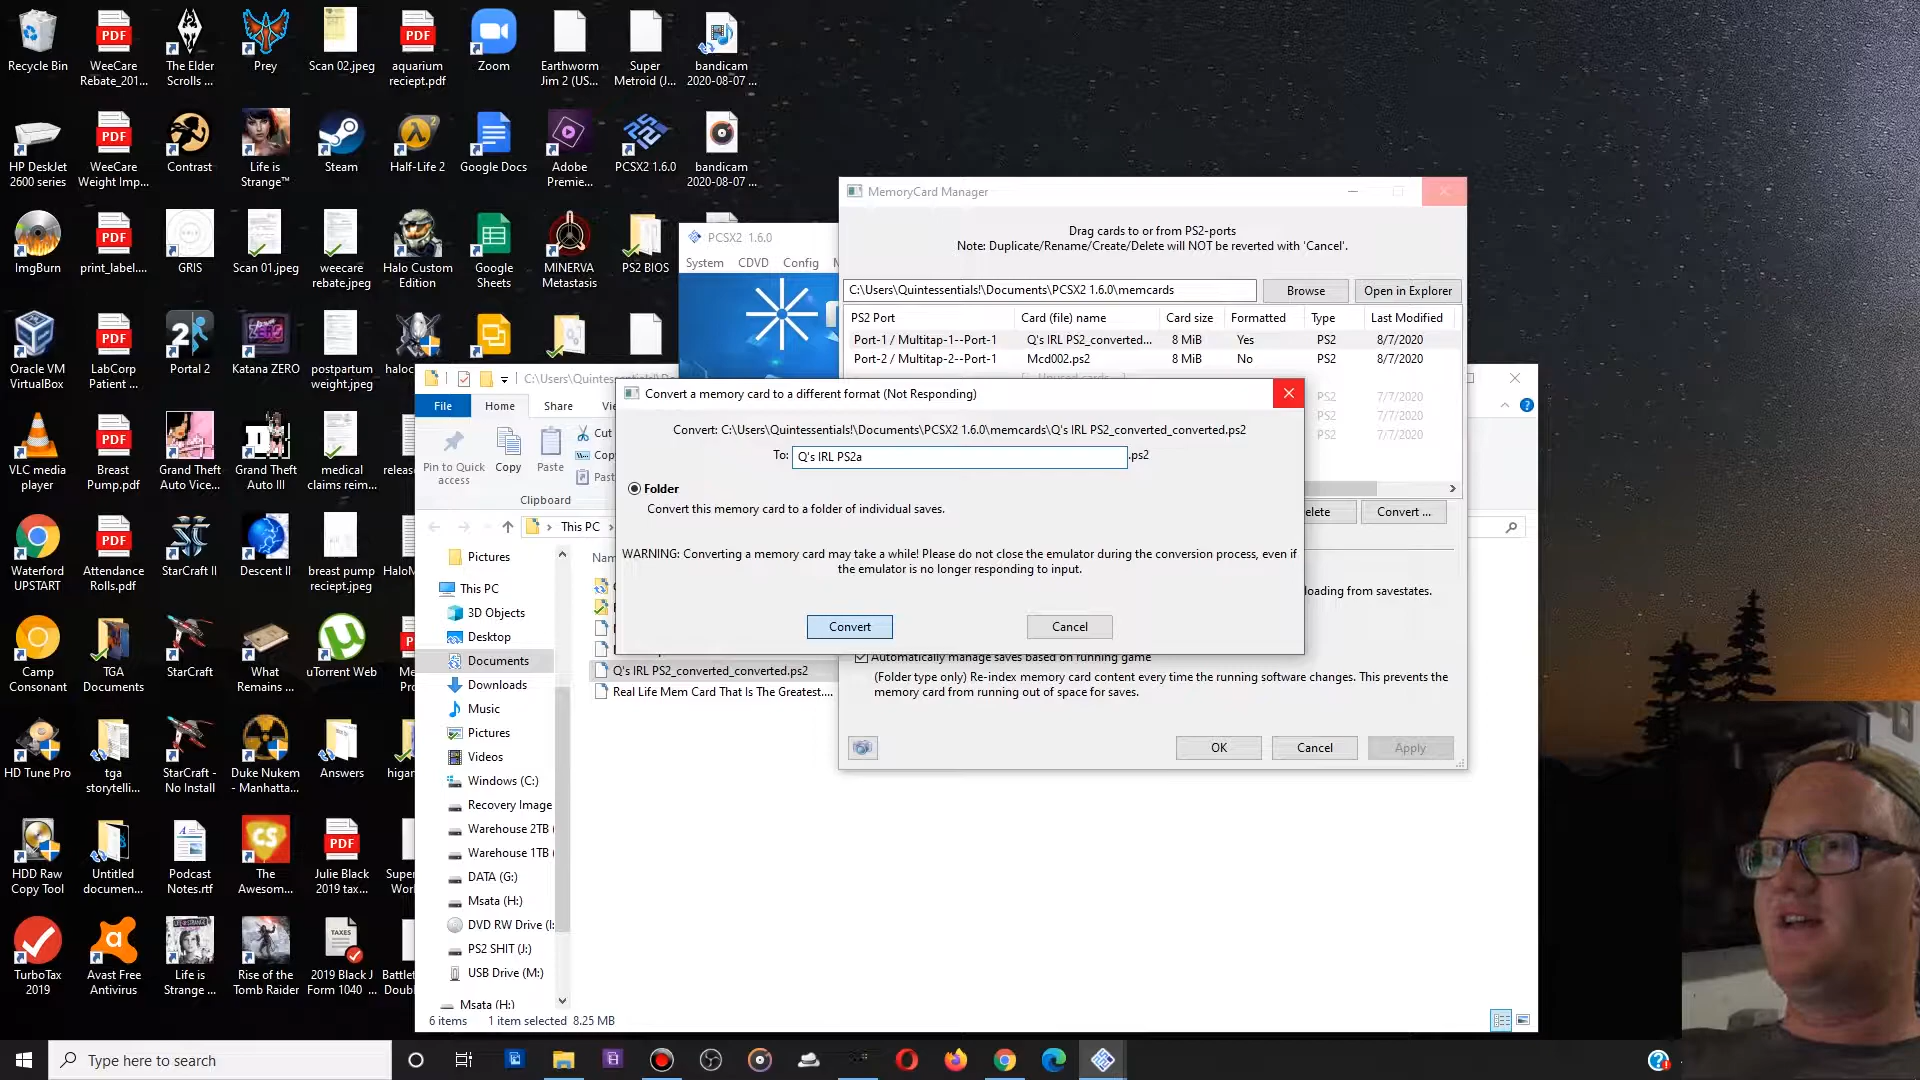 Recycle Bin
WeeCare
Rebate_201...
The Elder
Scrolls ...
Prey
Scan 02.jpeg
aquarium
reciept.pdf
Zoom
Earthworm
Jim 2 (US...
Super
Metroid (J...
bandicam
2020-08-07 ...
HP DeskJet
2600 series
WeeCare
Weight Imp...
Contrast
Life is
Strange™
Steam
Half-Life 2
Google Docs
Adobe
Premie...
PCSX2 1.6.0
bandicam
2020-08-07 ...
ImgBurn
print_label....
GRIS
Scan 01.jpeg
weecare
rebate.jpeg
Halo Custom
Edition
Google
Sheets
MINERVA
Metastasis
PS2 BIOS
Oracle VM
VirtualBox
LabCorp
Patient ...
Portal 2
Katana ZERO
postpartum
weight.jpeg
VLC media
player
Breast
Pump.pdf
Grand Theft
Auto Vice...
Grand Theft
Auto III
medical
claims reim...
Waterford
UPSTART
Attendance
Rolls.pdf
StarCraft II
Descent II
breast pump
reciept.jpeg
Camp
Consonant
TGA
Documents
StarCraft
What
Remains ...
uTorrent Web
HD Tune Pro
tga
storytelli...
StarCraft -
No Install
Duke Nukem
- Manhatta...
Answers
HDD Raw
Copy Tool
Untitled
documen...
Podcast
Notes.rtf
The
Awesom...
Julie Black
2019 tax...
TurboTax
2019
Avast Free
Antivirus
Life is
Strange ...
Rise of the
Tomb Raider
2019 Black J
Form 1040 ...
PCSX2 1.6.0
System CDVD Config
MemoryCard Manager
Drag cards to or from PS2-ports
Note: Duplicate/Rename/Create/Delete will NOT be reverted with 'Cancel'.
C:\Users\Quintessentials!\Documents\PCSX2 1.6.0\memcards
Browse
Open in Explorer
PS2 Port Card (file) name Card size Formatted Type Last Modified
Port-1 / Multitap-1--Port-1 Q's IRL PS2_converted... 8 MiB Yes PS2 8/7/2020
Port-2 / Multitap-2--Port-1 Mcd002.ps2 8 MiB No PS2 8/7/2020
PS2 7/7/2020
PS2 7/7/2020
PS2 7/7/2020
Convert ...
loading from savestates.
Automatically manage saves based on running game
(Folder type only) Re-index memory card content every time the running software changes. This prevents the
memory card from running out of space for saves.
OK
Cancel
Apply
Convert a memory card to a different format (Not Responding)
Convert: C:\Users\Quintessentials!\Documents\PCSX2 1.6.0\memcards\Q's IRL PS2_converted_converted.ps2
To: Q's IRL PS2a .ps2
Folder
Convert this memory card to a folder of individual saves.
WARNING: Converting a memory card may take a while! Please do not close the emulator during the conversion process, even if
the emulator is no longer responding to input.
Convert
Cancel
File Home Share
Pin to Quick
access
Copy
Paste
Cut
Clipboard
This PC
Pictures
This PC
3D Objects
Desktop
Documents
Downloads
Music
Pictures
Videos
Windows (C:)
Recovery Image
Warehouse 2TB
Warehouse 1TB
DATA (G:)
Msata (H:)
DVD RW Drive (I:
PS2 SHIT (J:)
USB Drive (M:)
Msata (H:)
Q's IRL PS2_converted_converted.ps2
Real Life Mem Card That Is The Greatest....
6 items 1 item selected 8.25 MB
Type here to search